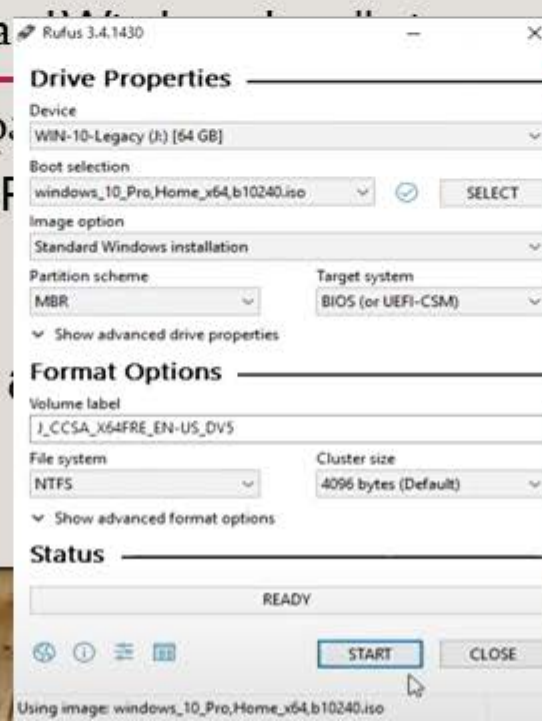 Rufus 3.4.1430
Drive Properties
Device
WIN-10-Legacy (J:) [64 GB]
Boot selection
windows_10_Pro,Home_x64,b10240.iso
SELECT
Image option
Standard Windows installation
Partition scheme
Target system
MBR
BIOS (or UEFI-CSM)
Show advanced drive properties
Format Options
Volume label
J_CCSA_X64FRE_EN-US_DV5
File system
Cluster size
NTFS
4096 bytes (Default)
Show advanced format options
Status
READY
START
CLOSE
Using image: windows_10_Pro,Home_x64,b10240.iso